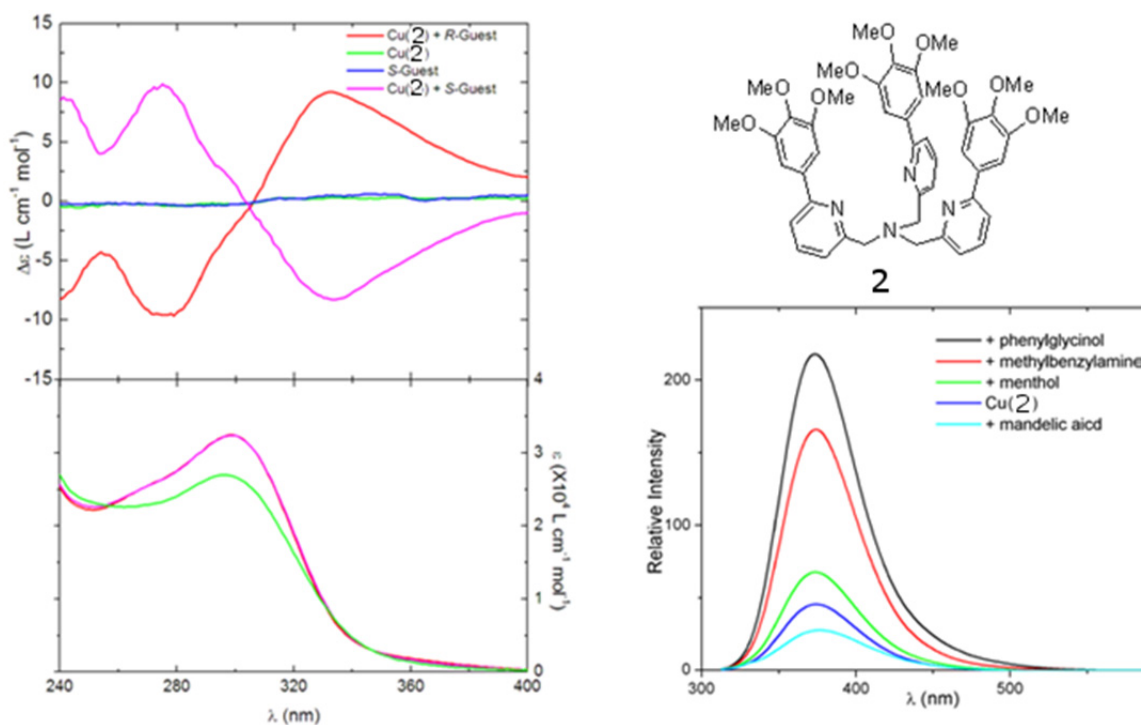 Cu(2) + R-Guest
Cu(2)
S-Guest
Cu(2) + S-Guest
15
10
5
0
-5
-10
-15
Δε (L cm⁻¹ mol⁻¹)
4
3
2
1
0
ε (X10⁴ L cm⁻¹ mol⁻¹)
240 280 320 360 400
λ (nm)
OMe
MeO OMe
MeO
OMe
MeO OMe
MeO
OMe
MeO OMe
MeO
N
N N
N
2
+ phenylglycinol
+ methylbenzylamine
+ menthol
Cu(2)
+ mandelic aicd
200
100
0
Relative Intensity
300 400 500
λ (nm)